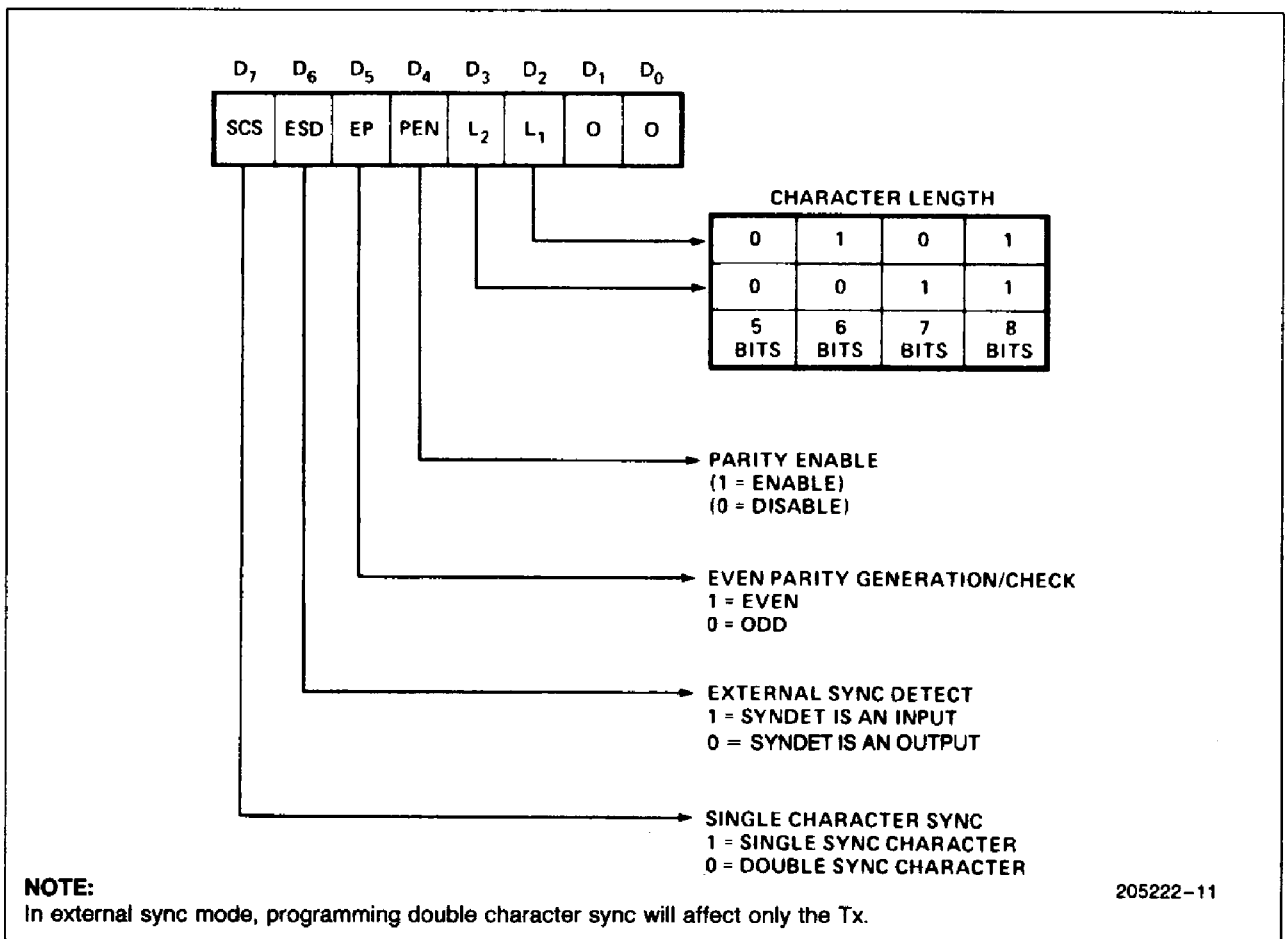 D7 D6 D5 D4 D3 D2 D1 D0
SCS ESD EP PEN L2 L1 0 0
CHARACTER LENGTH
0 1 0 1
0 0 1 1
5 BITS 6 BITS 7 BITS 8 BITS
PARITY ENABLE
(1 = ENABLE)
(0 = DISABLE)
EVEN PARITY GENERATION/CHECK
1 = EVEN
0 = ODD
EXTERNAL SYNC DETECT
1 = SYNDET IS AN INPUT
0 = SYNDET IS AN OUTPUT
SINGLE CHARACTER SYNC
1 = SINGLE SYNC CHARACTER
0 = DOUBLE SYNC CHARACTER
NOTE:
205222-11
In external sync mode, programming double character sync will affect only the Tx.